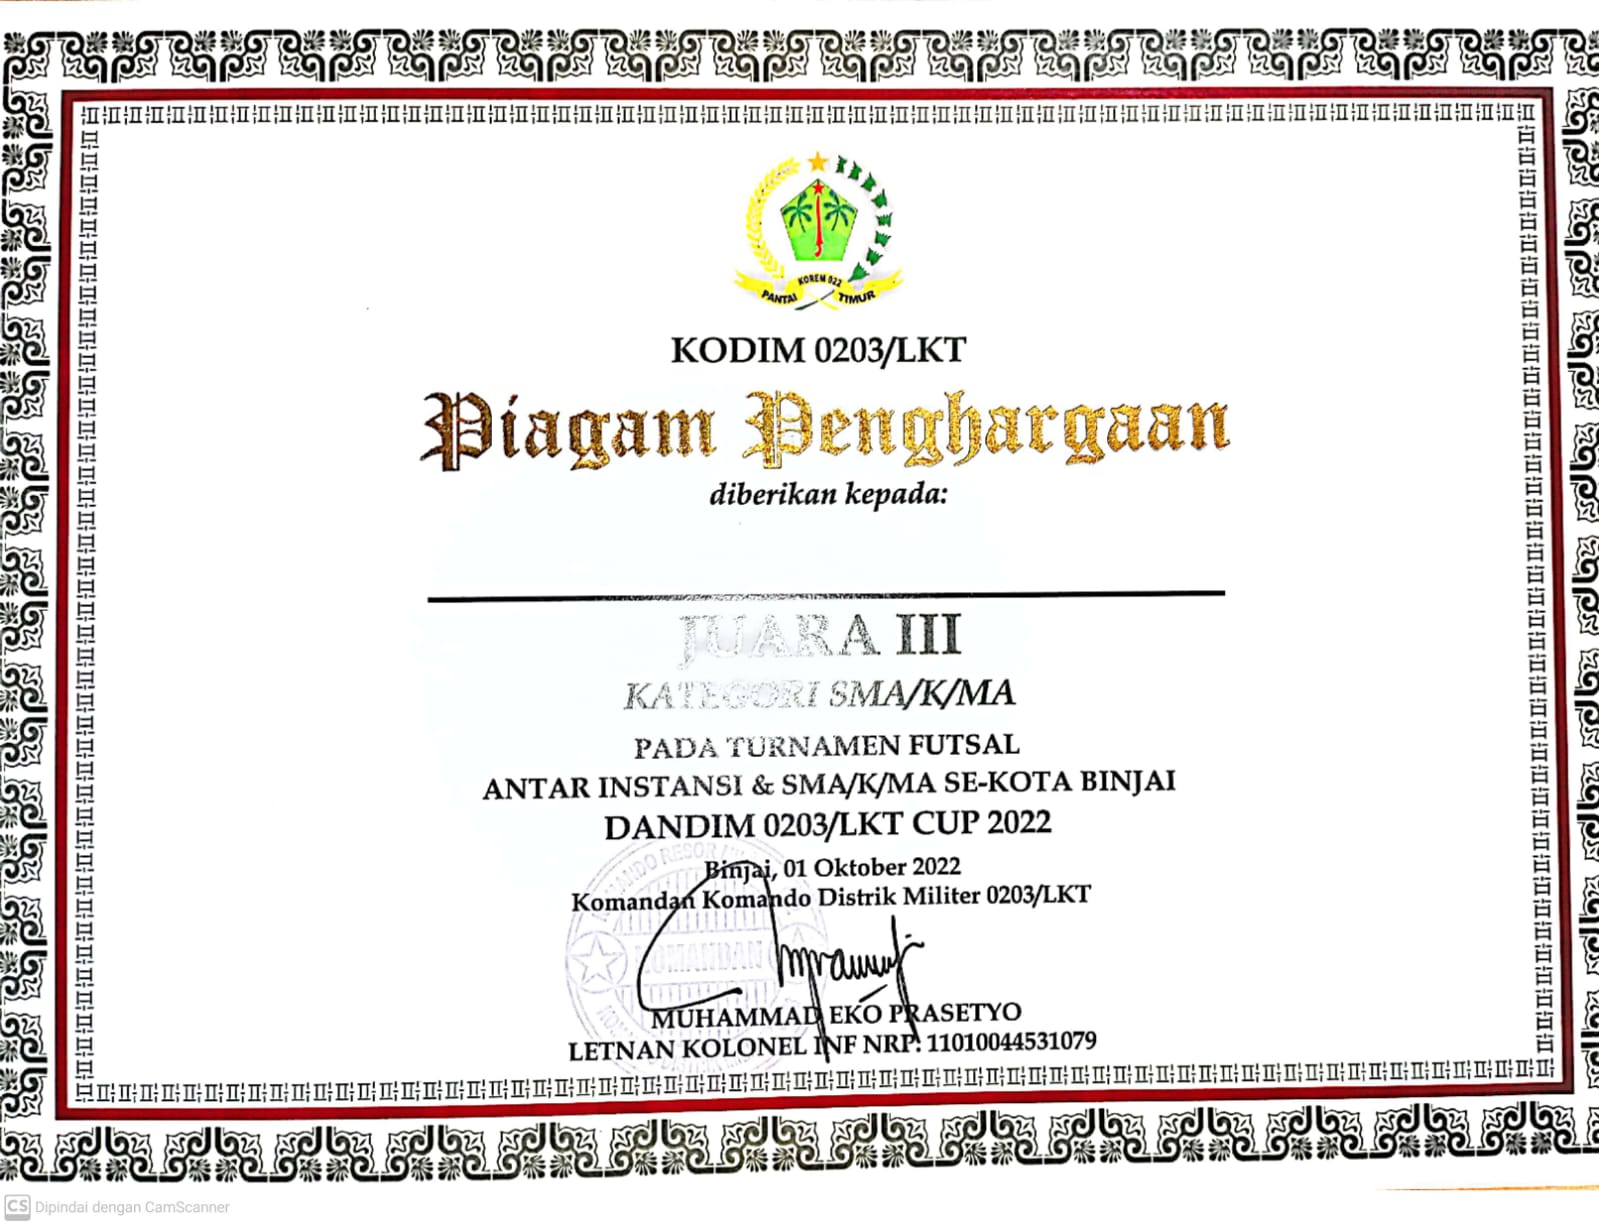 KOREM 022
PANTAI TIMUR
KODIM 0203/LKT
Piagam Penghargaan
diberikan kepada:
JUARA III
KATEGORI SMA/K/MA
PADA TURNAMEN FUTSAL
ANTAR INSTANSI & SMA/K/MA SE-KOTA BINJAI
DANDIM 0203/LKT CUP 2022
Binjai, 01 Oktober 2022
Komandan Komando Distrik Militer 0203/LKT
KOMANDO RESOR
KOMANDAN
MUHAMMAD EKO PRASETYO
LETNAN KOLONEL INF NRP: 11010044531079
CS Dipindai dengan CamScanner